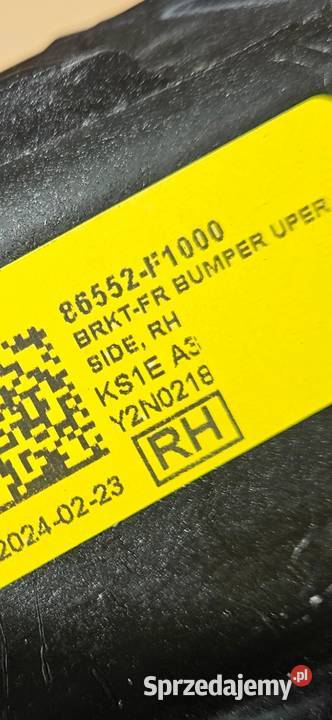 86552-F1000
BRKT-FR BUMPER UPER
SIDE, RH
KS1E A3
Y2N0218
RH
2024-02-23
Sprzedajemy.pl